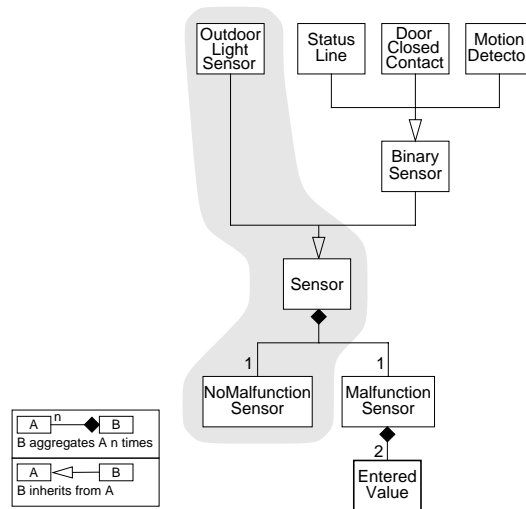 Outdoor
Light
Sensor
Status
Line
Door
Closed
Contact
Motion
Detector
Binary
Sensor
Sensor
1
1
NoMalfunction
Sensor
Malfunction
Sensor
2
Entered
Value
A
n
B
B aggregates A n times
A
B
B inherits from A